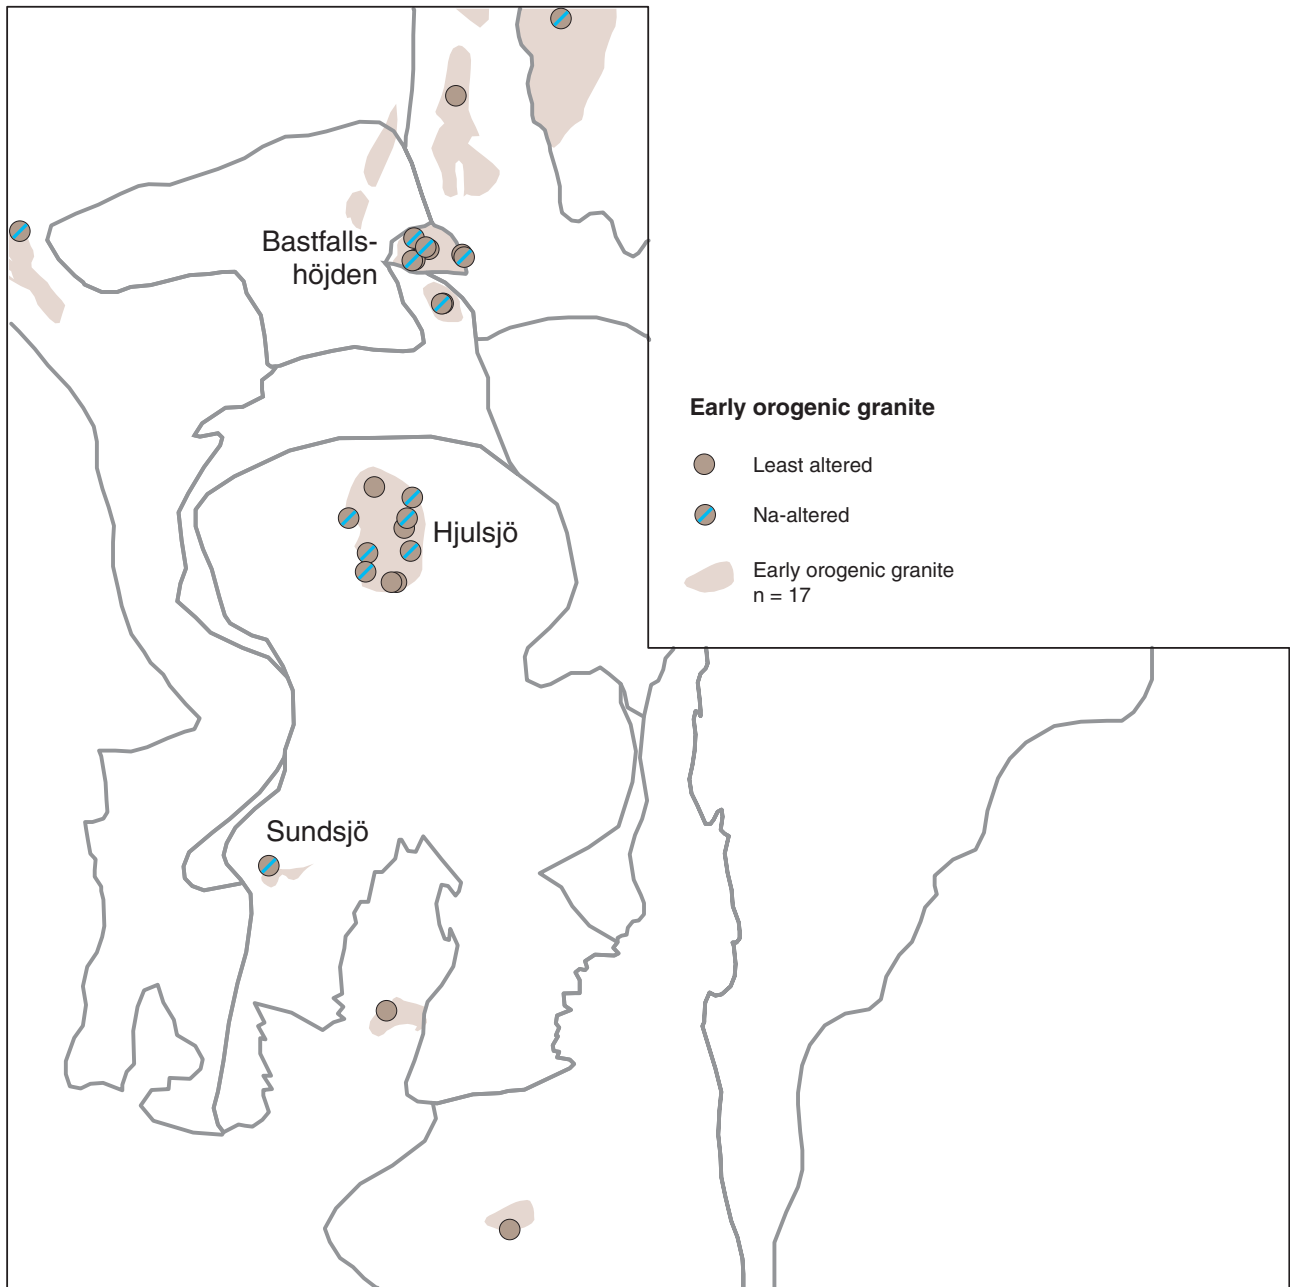 Bastfalls-
höjden
Early orogenic granite
Least altered
Na-altered
Hjulsjö
Early orogenic granite
n = 17
Sundsjö